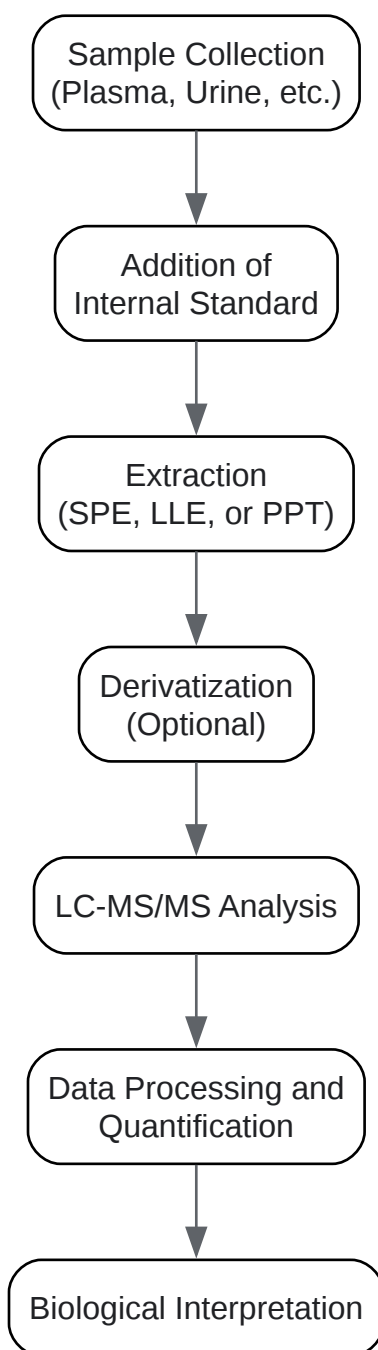 Sample Collection
(Plasma, Urine, etc.)
Addition of
Internal Standard
Extraction
(SPE, LLE, or PPT)
Derivatization
(Optional)
LC-MS/MS Analysis
Data Processing and
Quantification
Biological Interpretation